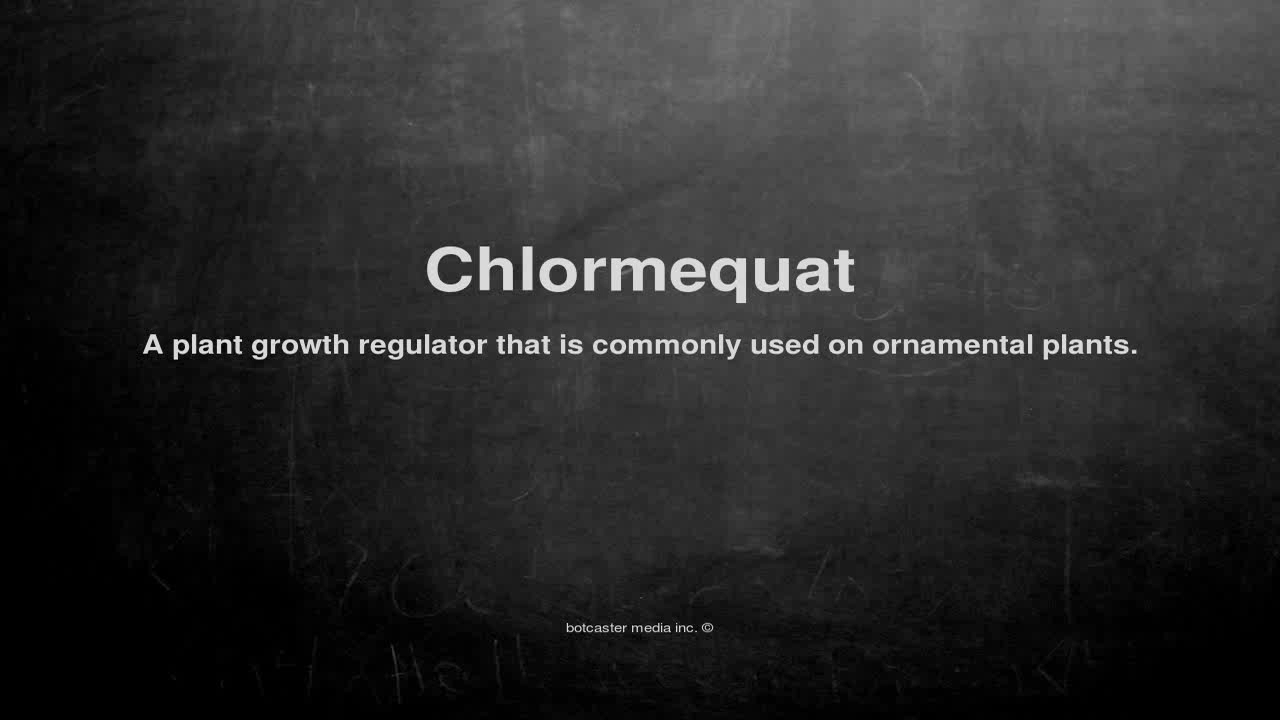 Chlormequat
A plant growth regulator that is commonly used on ornamental plants.
botcaster media inc. ©